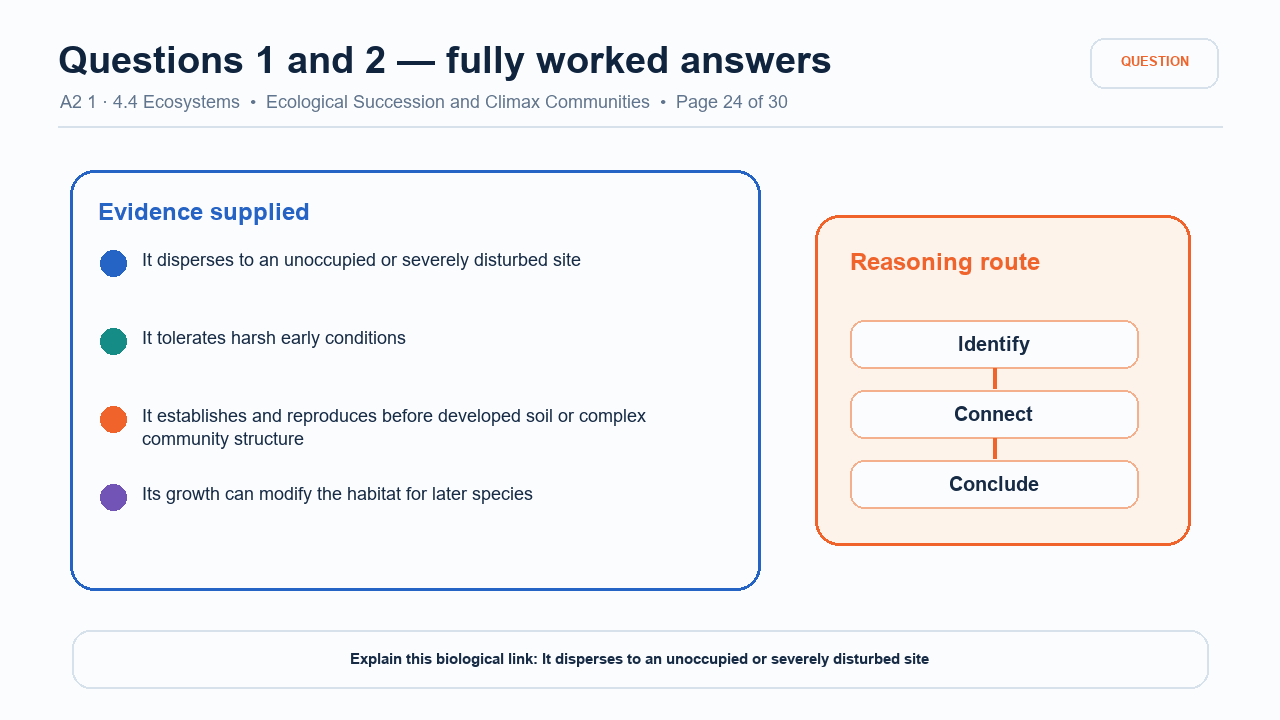 Questions 1 and 2 — fully worked answers
QUESTION
A2 1 · 4.4 Ecosystems • Ecological Succession and Climax Communities • Page 24 of 30
Evidence supplied
It disperses to an unoccupied or severely disturbed site
It tolerates harsh early conditions
It establishes and reproduces before developed soil or complex
community structure
Its growth can modify the habitat for later species
Reasoning route
Identify
Connect
Conclude
Explain this biological link: It disperses to an unoccupied or severely disturbed site